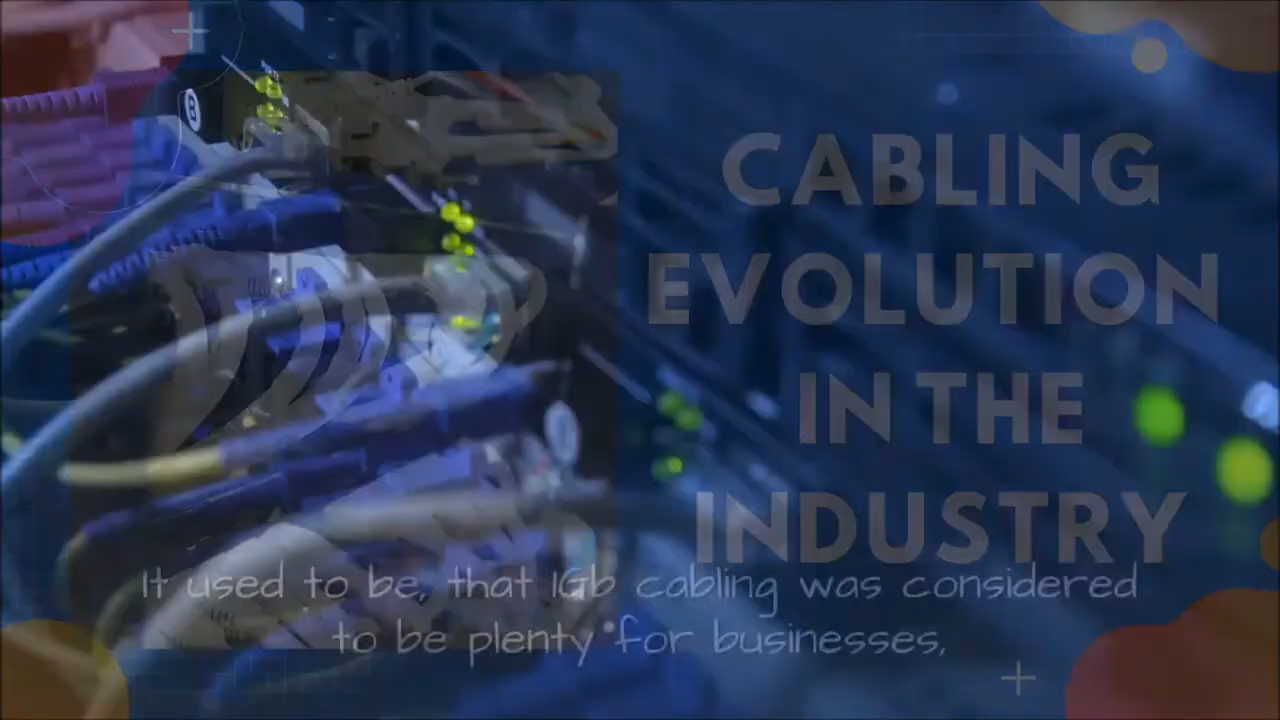 CABLING
EVOLUTION
IN THE
INDUSTRY
It used to be, that 1Gb cabling was considered
to be plenty for businesses,